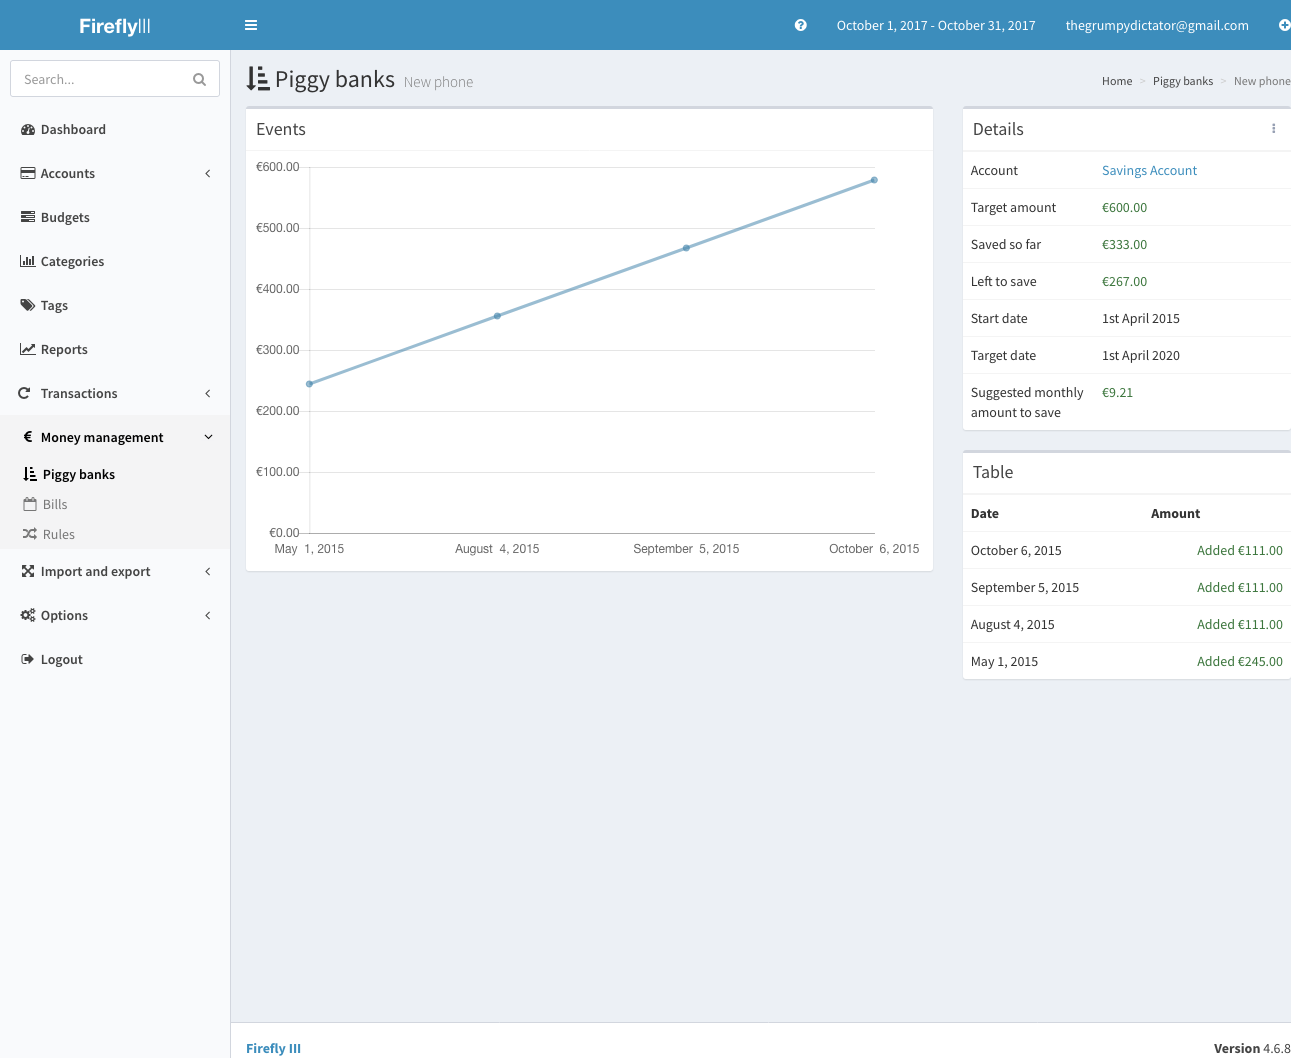 FireflyIII
October 1, 2017 - October 31, 2017
thegrumpydictator@gmail.com
Search...
Dashboard
Accounts
Budgets
Categories
Tags
Reports
Transactions
€ Money management
Piggy banks
Bills
Rules
Import and export
Options
Logout
Piggy banks New phone
Home > Piggy banks > New phone
Events
€600.00
€500.00
€400.00
€300.00
€200.00
€100.00
€0.00
May 1, 2015 August 4, 2015 September 5, 2015 October 6, 2015
Details
Account Savings Account
Target amount €600.00
Saved so far €333.00
Left to save €267.00
Start date 1st April 2015
Target date 1st April 2020
Suggested monthly €9.21
amount to save
Table
Date Amount
October 6, 2015 Added €111.00
September 5, 2015 Added €111.00
August 4, 2015 Added €111.00
May 1, 2015 Added €245.00
Firefly III
Version 4.6.8